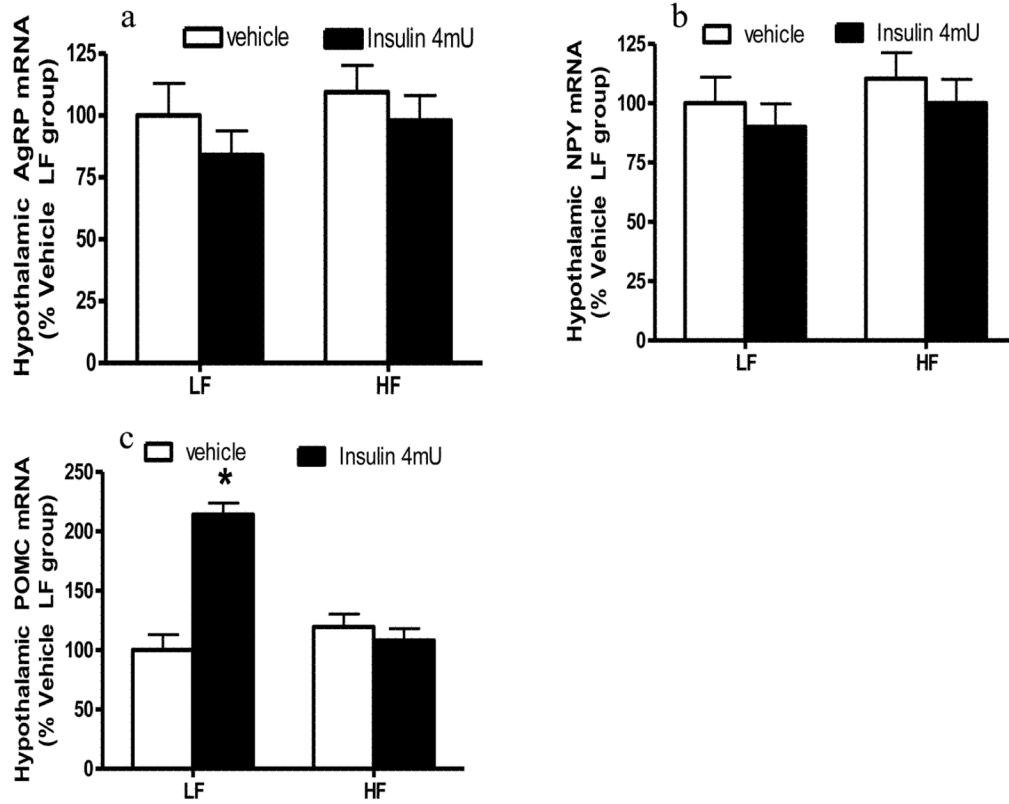 a
vehicle
Insulin 4mU
Hypothalamic AgRP mRNA
(% Vehicle LF group)
125
100
75
50
25
0
LF
HF
b
vehicle
Insulin 4mU
Hypothalamic NPY mRNA
(% Vehicle LF group)
125
100
75
50
25
0
LF
HF
c
vehicle
Insulin 4mU
Hypothalamic POMC mRNA
(% Vehicle LF group)
250
200
150
100
50
0
*
LF
HF